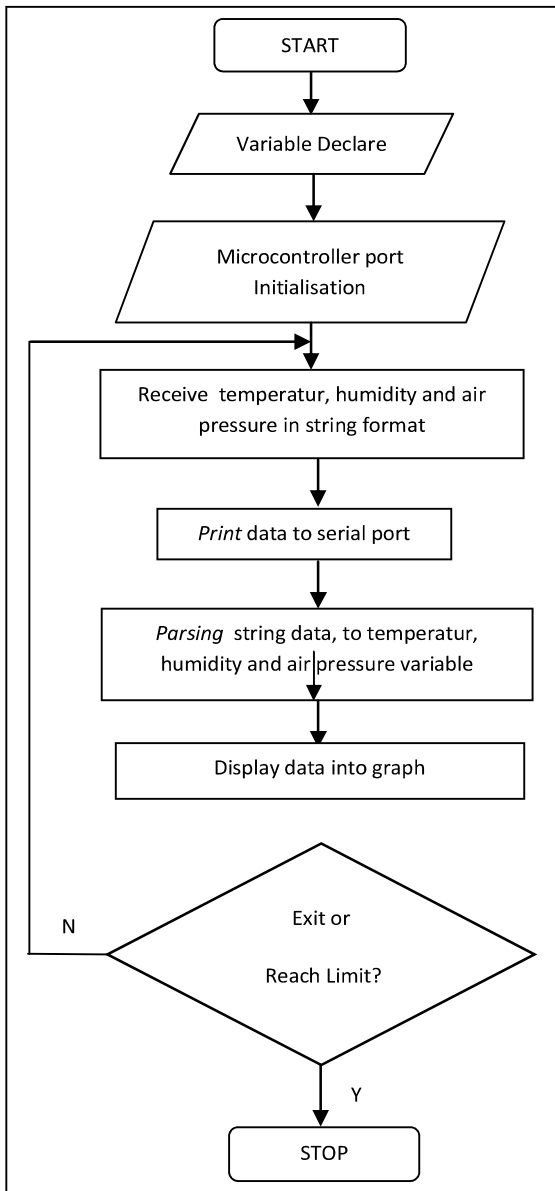 START
Variable Declare
Microcontroller port
Initialisation
Receive temperatur, humidity and air
pressure in string format
Print data to serial port
Parsing string data, to temperatur,
humidity and air pressure variable
Display data into graph
N
Exit or
Reach Limit?
Y
STOP